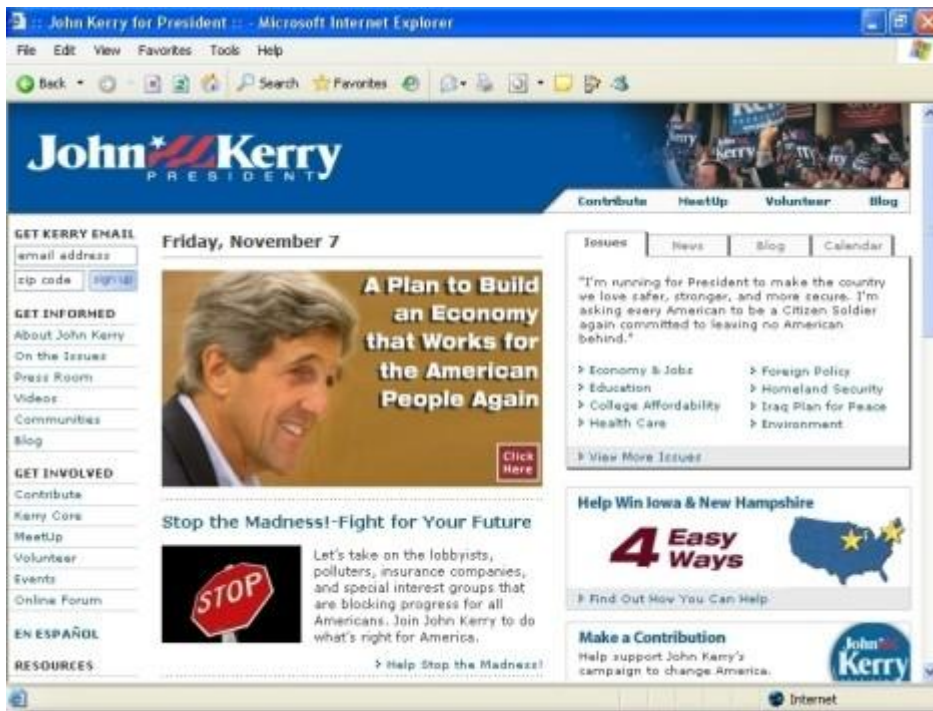 :: John Kerry for President :: - Microsoft Internet Explorer
File Edit View Favorites Tools Help
Back Search Favorites
John Kerry
PRESIDENT
Contribute MeetUp Volunteer Blog
GET KERRY EMAIL
email address
zip code sign up
GET INFORMED
About John Kerry
On the Issues
Press Room
Videos
Communities
Blog
GET INVOLVED
Contribute
Kerry Core
MeetUp
Volunteer
Events
Online Forum
EN ESPAÑOL
RESOURCES
Friday, November 7
A Plan to Build
an Economy
that Works for
the American
People Again
Click
Here
Stop the Madness!-Fight for Your Future
STOP
Let's take on the lobbyists,
polluters, insurance companies,
and special interest groups that
are blocking progress for all
Americans. Join John Kerry to do
what's right for America.
Help Stop the Madness!
Issues News Blog Calendar
"I'm running for President to make the country
we love safer, stronger, and more secure. I'm
asking every American to be a Citizen Soldier
again committed to leaving no American
behind."
Economy & Jobs
Education
College Affordability
Health Care
Foreign Policy
Homeland Security
Iraq Plan for Peace
Environment
View More Issues
Help Win Iowa & New Hampshire
4 Easy
Ways
Find Out How You Can Help
Make a Contribution
Help support John Kerry's
campaign to change America.
John
Kerry
Internet